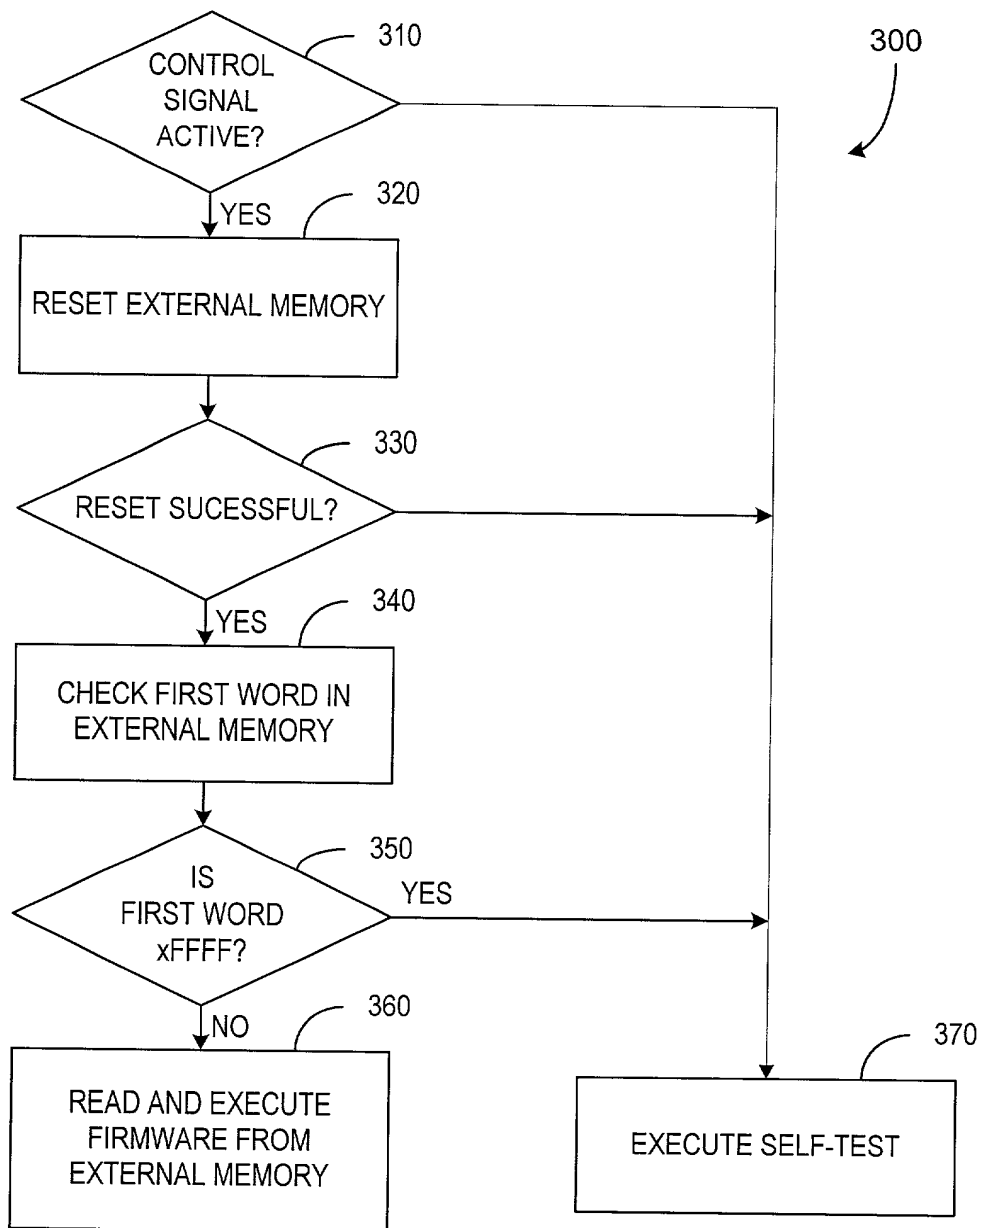 310
300
CONTROL
SIGNAL
ACTIVE?
320
YES
RESET EXTERNAL MEMORY
330
RESET SUCESSFUL?
340
YES
CHECK FIRST WORD IN
EXTERNAL MEMORY
350
IS
FIRST WORD
xFFFF?
YES
360
NO
370
READ AND EXECUTE
FIRMWARE FROM
EXTERNAL MEMORY
EXECUTE SELF-TEST